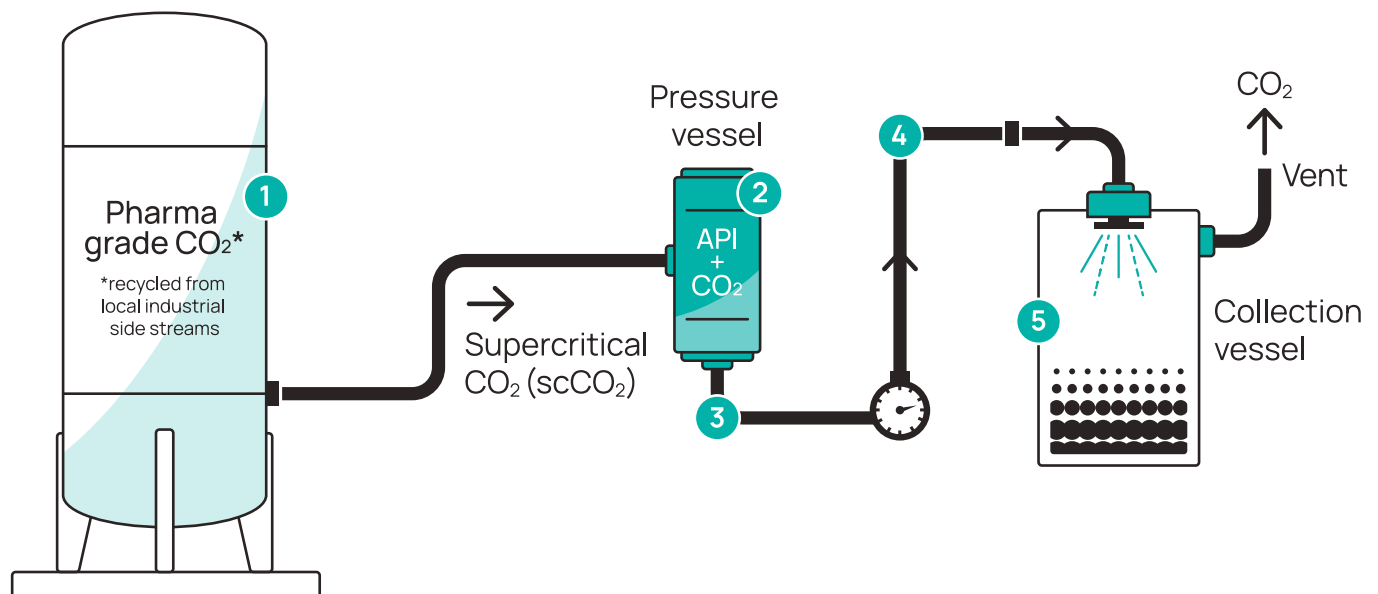 1
Pharma
grade CO₂*
*recycled from
local industrial
side streams
Supercritical
CO₂ (scCO₂)
Pressure
vessel
2
API
+
CO₂
3
4
CO₂
Vent
5
Collection
vessel